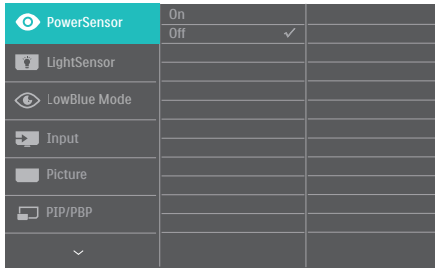 PowerSensor
On
Off
LightSensor
LowBlue Mode
Input
Picture
PIP/PBP